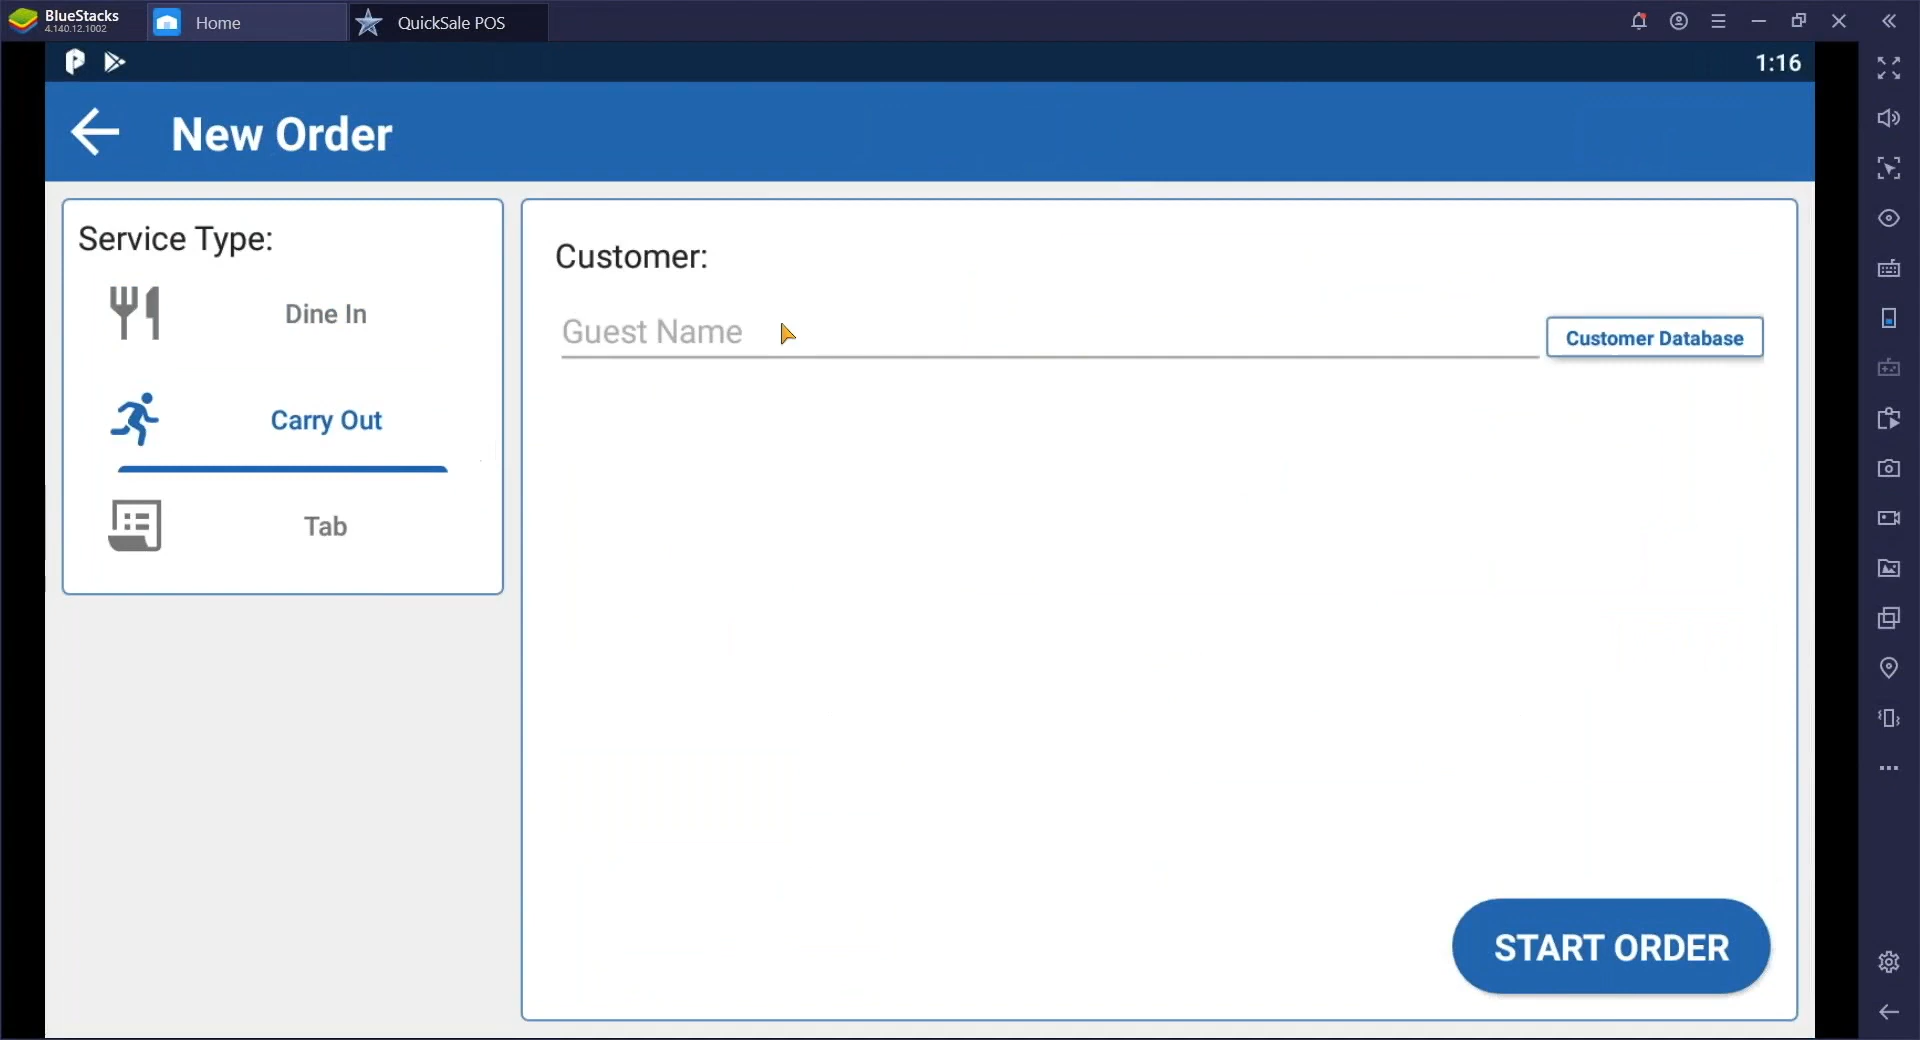 BlueStacks
4.140.12.1002
Home
QuickSale POS
1:16
New Order
Service Type:
Dine In
Carry Out
Tab
Customer:
Guest Name
Customer Database
START ORDER